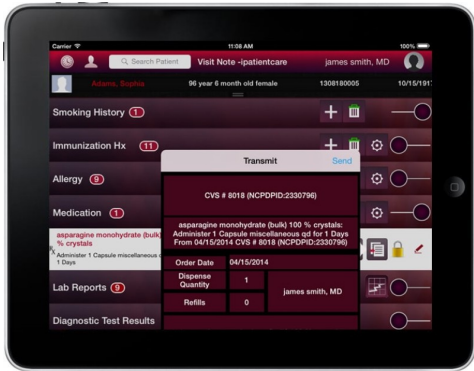 Carrier 11:08 AM 100%
Search Patient Visit Note -ipatientcare james smith, MD
Adams, Sophia 96 year 6 month old female 1308180005 10/15/191
Smoking History 1
Immunization Hx 11
Transmit Send
Allergy 9
CVS # 8018 (NCPDPID:2330796)
Medication 1
asparagine monohydrate (bulk)
% crystals
Administer 1 Capsule miscellaneous
1 Days
asparagine monohydrate (bulk) 100 % crystals:
Administer 1 Capsule miscellaneous qd for 1 Days
From 04/15/2014 CVS # 8018 (NCPDPID:2330796)
Order Date 04/15/2014
Dispense
Quantity 1
james smith, MD
Refills 0
Lab Reports 9
Diagnostic Test Results